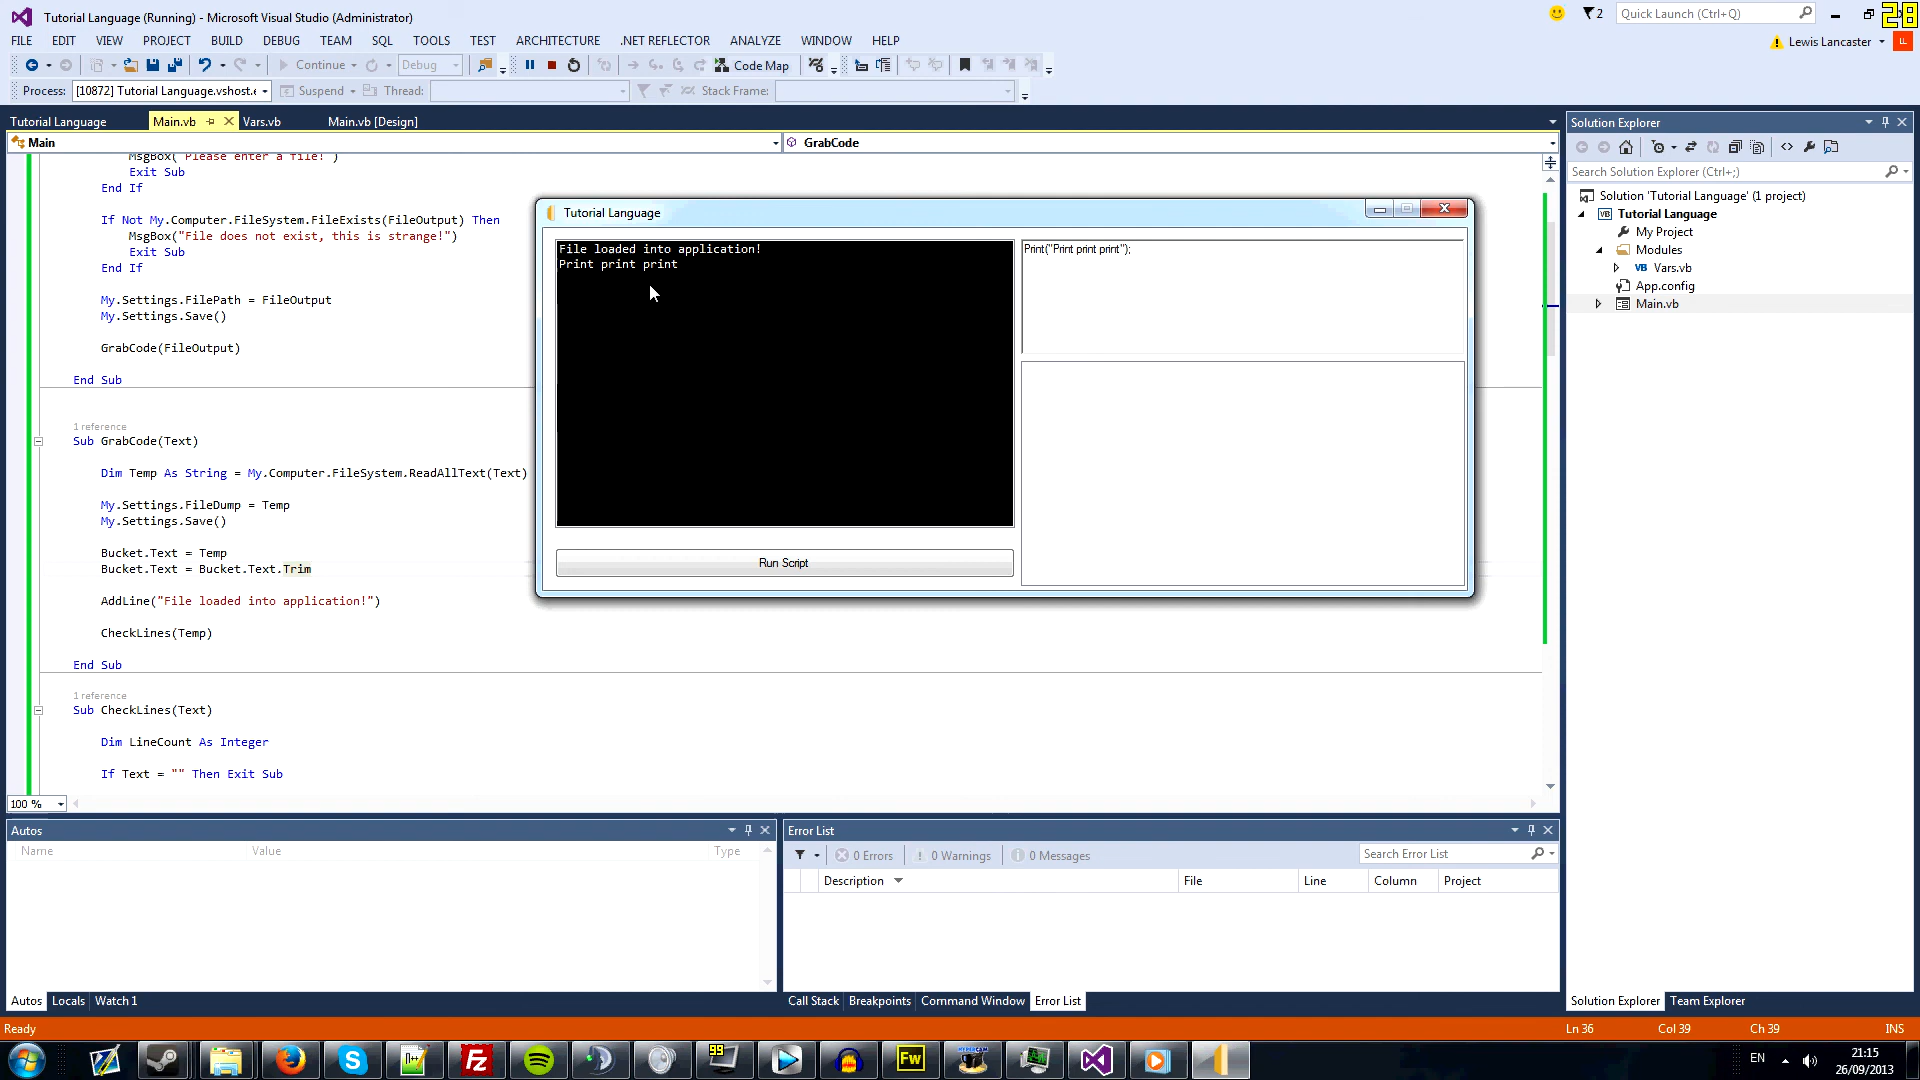 Tutorial Language (Running) - Microsoft Visual Studio (Administrator)
2
Quick Launch (Ctrl+Q)
28
FILE EDIT VIEW PROJECT BUILD DEBUG TEAM SQL TOOLS TEST ARCHITECTURE .NET REFLECTOR ANALYZE WINDOW HELP
Lewis Lancaster
LL
Continue Debug Code Map
Process: [10872] Tutorial Language.vshost.e Suspend Thread: Stack Frame:
Tutorial Language Main.vb Vars.vb Main.vb [Design]
Main GrabCode
MsgBox("Please enter a file!")
Exit Sub
End If
If Not My.Computer.FileSystem.FileExists(FileOutput) Then
MsgBox("File does not exist, this is strange!")
Exit Sub
End If
My.Settings.FilePath = FileOutput
My.Settings.Save()
GrabCode(FileOutput)
End Sub
1 reference
Sub GrabCode(Text)
Dim Temp As String = My.Computer.FileSystem.ReadAllText(Text)
My.Settings.FileDump = Temp
My.Settings.Save()
Bucket.Text = Temp
Bucket.Text = Bucket.Text.Trim
AddLine("File loaded into application!")
CheckLines(Temp)
End Sub
1 reference
Sub CheckLines(Text)
Dim LineCount As Integer
If Text = "" Then Exit Sub
100 %
Tutorial Language
File loaded into application!
Print print print
Print("Print print print");
Run Script
Solution Explorer
Search Solution Explorer (Ctrl+;)
Solution 'Tutorial Language' (1 project)
VB Tutorial Language
My Project
Modules
VB Vars.vb
App.config
Main.vb
Autos
Name Value Type
Autos Locals Watch 1
Error List
0 Errors 0 Warnings 0 Messages Search Error List
Description File Line Column Project
Call Stack Breakpoints Command Window Error List
Solution Explorer Team Explorer
Ready Ln 36 Col 39 Ch 39 INS
99
Fw
EN
21:15
26/09/2013